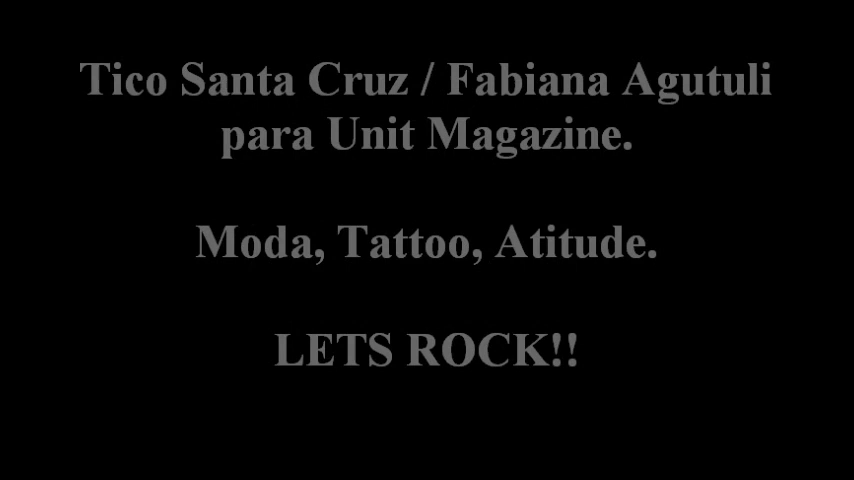 Tico Santa Cruz / Fabiana Agutuli
para Unit Magazine.
Moda, Tattoo, Atitude.
LETS ROCK!!